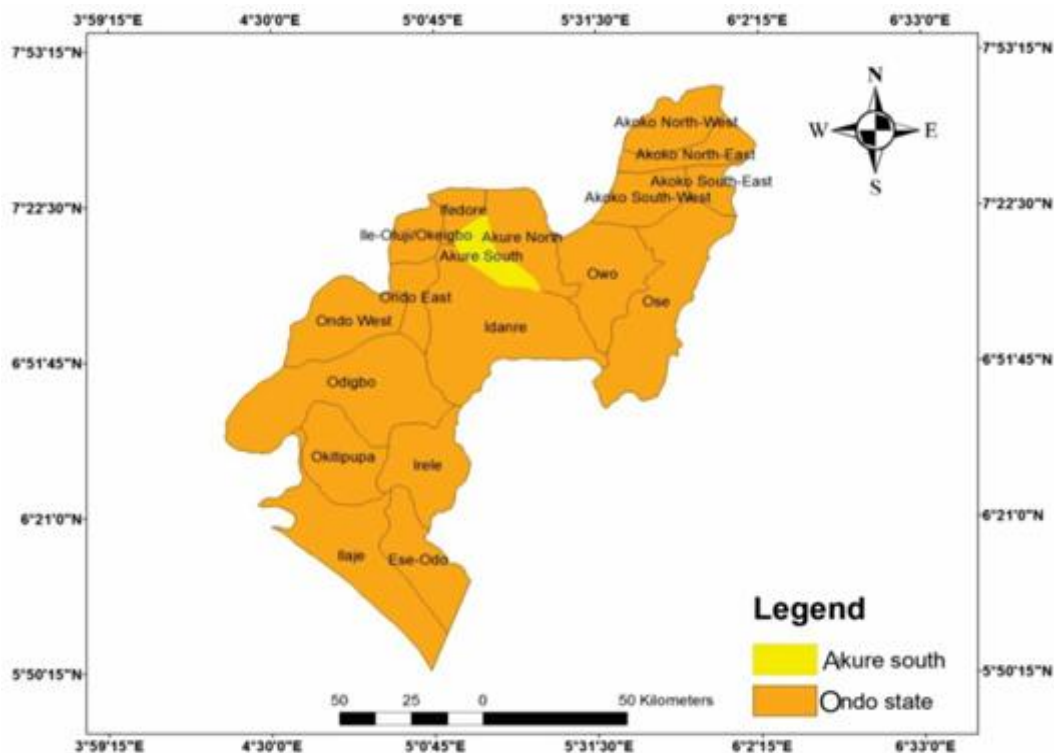 3°59'15"E 4°30'0"E 5°0'45"E 5°31'30"E 6°2'15"E 6°33'0"E
7°53'15"N 7°53'15"N
N
Akoko North-West
W E
Akoko North-East
S
Akoko South-East
Akoko South-West
7°22'30"N 7°22'30"N
Ifedore
Ile-Oluji/Okeigbo Akure North
Akure South
Owo
Ondo East Ose
Ondo West Idanre
6°51'45"N 6°51'45"N
Odigbo
Okitipupa Irele
6°21'0"N 6°21'0"N
Ilaje Ese-Odo
Legend
Akure south
5°50'15"N 5°50'15"N
Ondo state
50 25 0 50 Kilometers
3°59'15"E 4°30'0"E 5°0'45"E 5°31'30"E 6°2'15"E 6°33'0"E